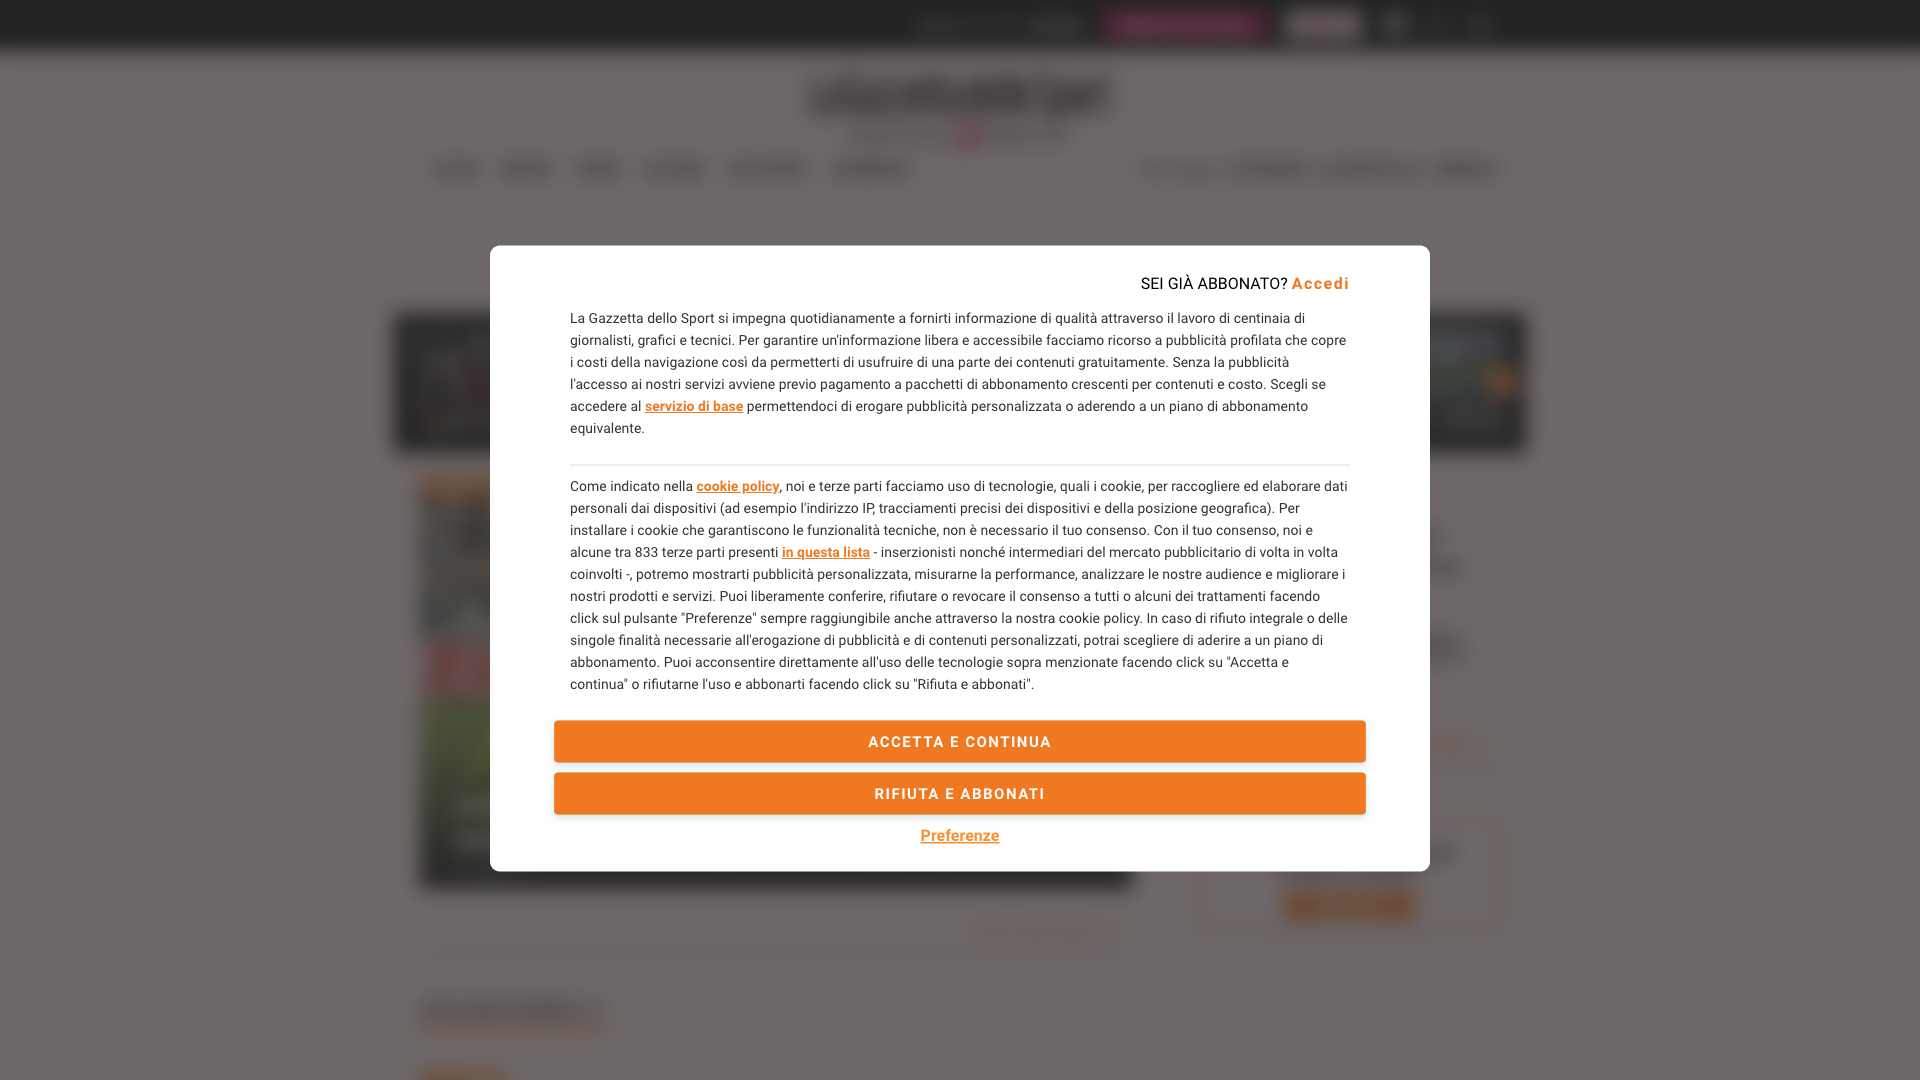 SEI GIÀ ABBONATO? Accedi
La Gazzetta dello Sport si impegna quotidianamente a fornirti informazione di qualità attraverso il lavoro di centinaia di
giornalisti, grafici e tecnici. Per garantire un'informazione libera e accessibile facciamo ricorso a pubblicità profilata che copre
i costi della navigazione così da permetterti di usufruire di una parte dei contenuti gratuitamente. Senza la pubblicità
l'accesso ai nostri servizi avviene previo pagamento a pacchetti di abbonamento crescenti per contenuti e costo. Scegli se
accedere al servizio di base permettendoci di erogare pubblicità personalizzata o aderendo a un piano di abbonamento
equivalente.
Come indicato nella cookie policy, noi e terze parti facciamo uso di tecnologie, quali i cookie, per raccogliere ed elaborare dati
personali dai dispositivi (ad esempio l'indirizzo IP, tracciamenti precisi dei dispositivi e della posizione geografica). Per
installare i cookie che garantiscono le funzionalità tecniche, non è necessario il tuo consenso. Con il tuo consenso, noi e
alcune tra 833 terze parti presenti in questa lista - inserzionisti nonché intermediari del mercato pubblicitario di volta in volta
coinvolti -, potremo mostrarti pubblicità personalizzata, misurarne la performance, analizzare le nostre audience e migliorare i
nostri prodotti e servizi. Puoi liberamente conferire, rifiutare o revocare il consenso a tutti o alcuni dei trattamenti facendo
click sul pulsante "Preferenze" sempre raggiungibile anche attraverso la nostra cookie policy. In caso di rifiuto integrale o delle
singole finalità necessarie all'erogazione di pubblicità e di contenuti personalizzati, potrai scegliere di aderire a un piano di
abbonamento. Puoi acconsentire direttamente all'uso delle tecnologie sopra menzionate facendo click su "Accetta e
continua" o rifiutarne l'uso e abbonarti facendo click su "Rifiuta e abbonati".
ACCETTA E CONTINUA
RIFIUTA E ABBONATI
Preferenze